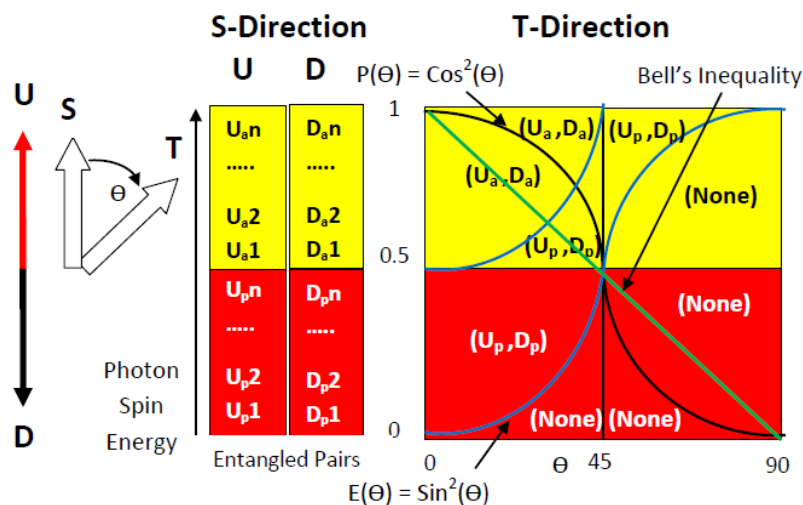 S-Direction
T-Direction
U
D
P(Θ) = Cos²(Θ)
Bell's Inequality
U
S
T
Θ
D
Photon
Spin
Energy
Uₐn
Dₐn
.....
.....
Uₐ2
Dₐ2
Uₐ1
Dₐ1
Uₚn
Dₚn
.....
.....
Uₚ2
Dₚ2
Uₚ1
Dₚ1
Entangled Pairs
1
0.5
0
(Uₐ,Dₐ)
(Uₚ,Dₚ)
(Uₐ,Dₐ)
(None)
(Uₚ,Dₚ)
(None)
(Uₚ,Dₚ)
(None)
(None)
0
Θ
45
90
E(Θ) = Sin²(Θ)